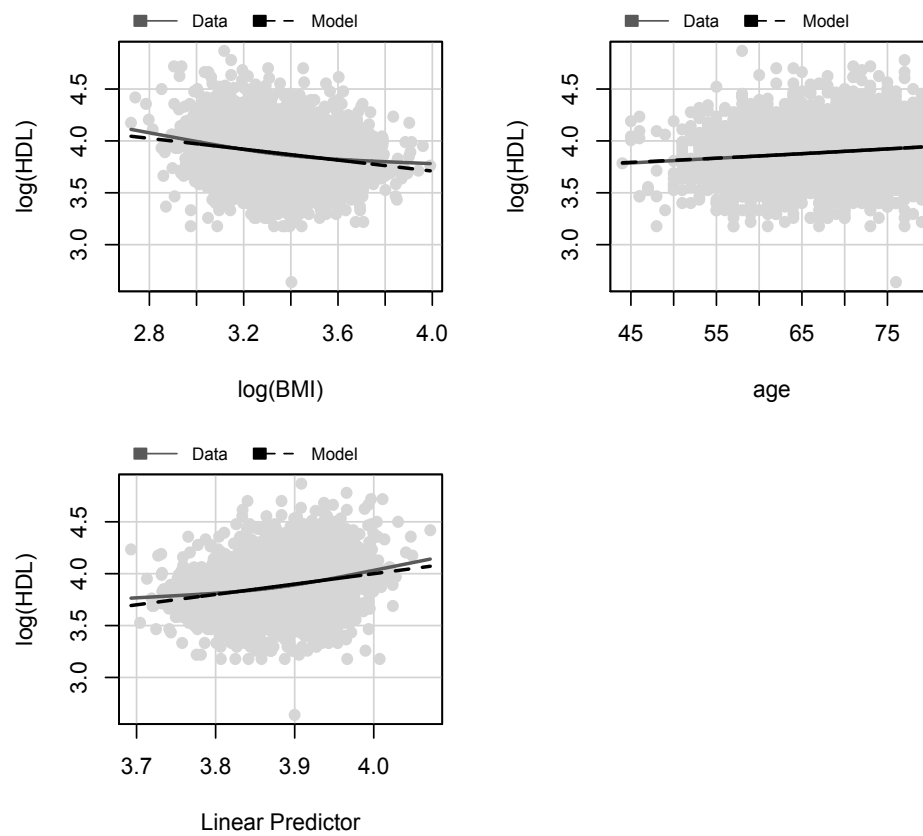 Data Model
log(HDL)
3.0 3.5 4.0 4.5
2.8 3.2 3.6 4.0
log(BMI)
Data Model
log(HDL)
3.0 3.5 4.0 4.5
45 55 65 75
age
Data Model
log(HDL)
3.0 3.5 4.0 4.5
3.7 3.8 3.9 4.0
Linear Predictor